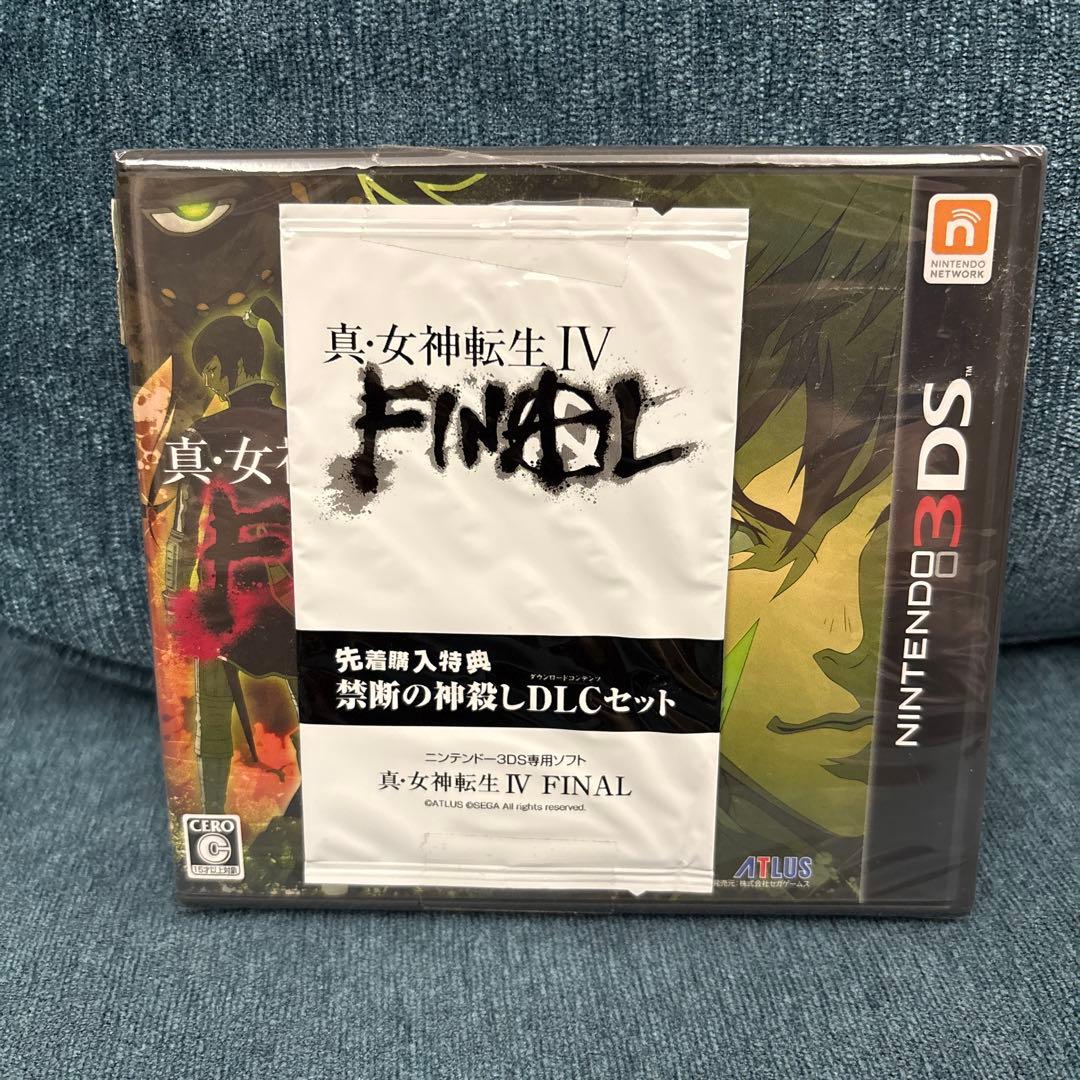 真・女神転生IV
FINAL
先着購入特典
ダウンロードコンテンツ
禁断の神殺しDLCセット
ニンテンドー3DS専用ソフト
真・女神転生IV FINAL
©ATLUS ©SEGA All rights reserved.
真・女神
F
n
NINTENDO
NETWORK
NINTENDO 3DS™
CERO
C
15才以上対象
ATLUS
発売元：株式会社セガゲームス